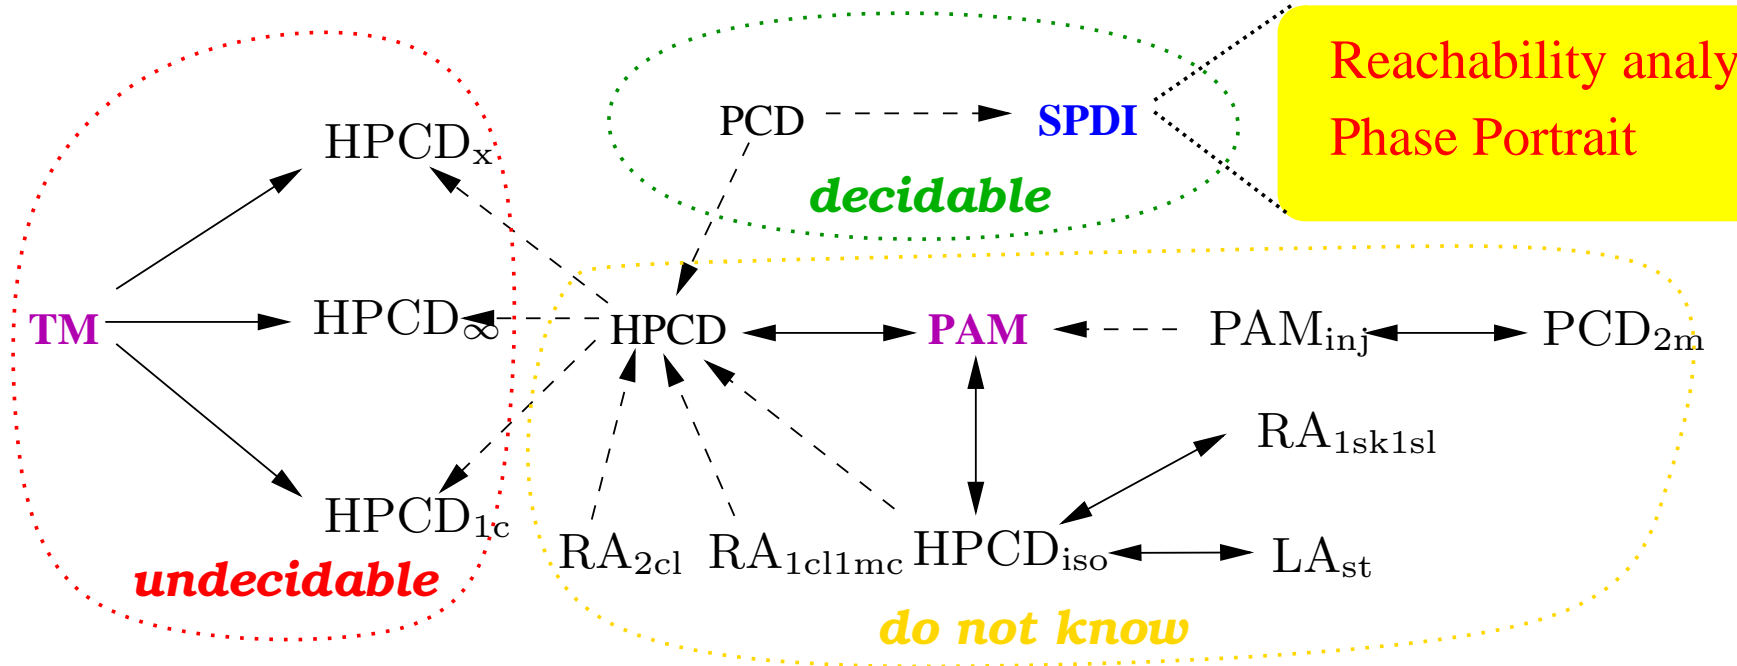 Reachability analy
Phase Portrait
PCD
SPDI
decidable
HPCDₓ
TM
HPCD∞
HPCD
PAM
PAMinj
PCD2m
RA1sk1sl
HPCD1c
RA2cl
RA1cl1mc
HPCDiso
LAst
undecidable
do not know